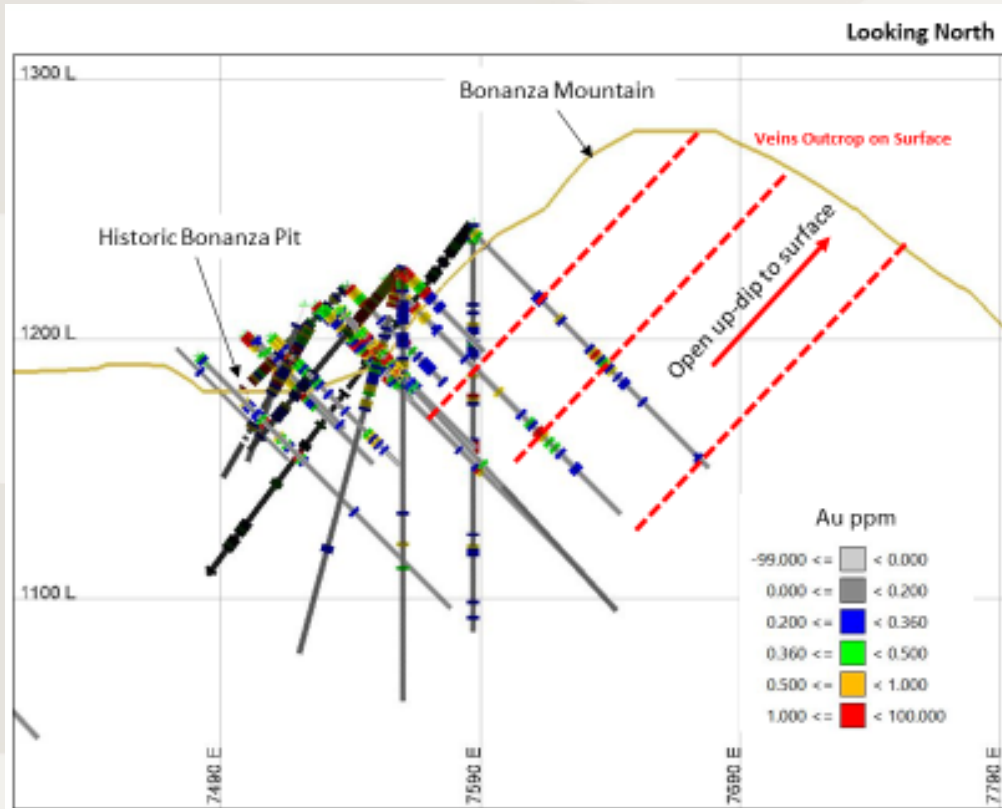 Looking North
1300 L
Bonanza Mountain
Veins Outcrop on Surface
Historic Bonanza Pit
Open up-dip to surface
1200 L
1100 L
Au ppm
-99.000 <= < 0.000
0.000 <= < 0.200
0.200 <= < 0.360
0.360 <= < 0.500
0.500 <= < 1.000
1.000 <= < 100.000
7490 E
7590 E
7690 E
7790 E